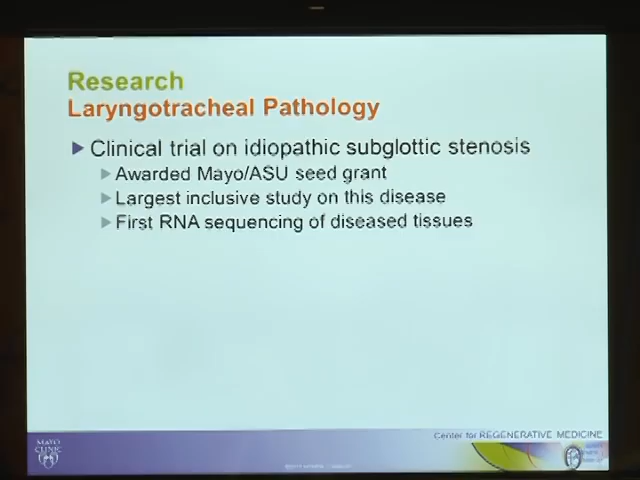 Research
Laryngotracheal Pathology
Clinical trial on idiopathic subglottic stenosis
Awarded Mayo/ASU seed grant
Largest inclusive study on this disease
First RNA sequencing of diseased tissues
Center for REGENERATIVE MEDICINE
MAYO
CLINIC